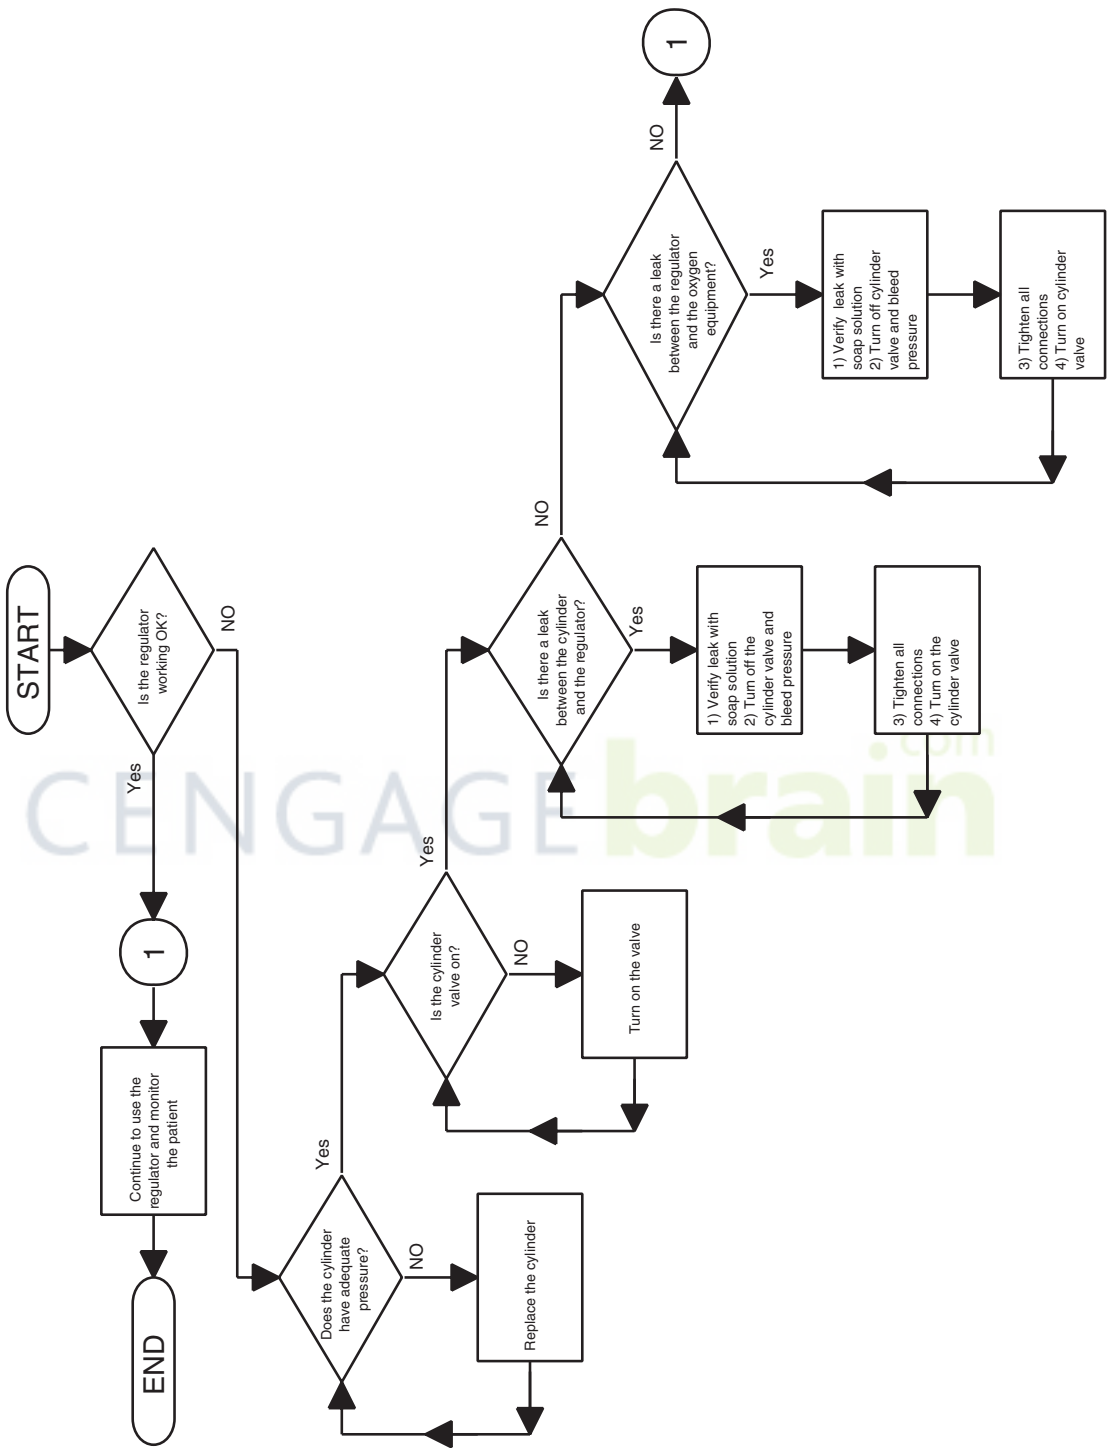 START
Is the regulator
working OK?
Yes
NO
1
Continue to use the
regulator and monitor
the patient
END
Does the cylinder
have adequate
pressure?
Yes
NO
Replace the cylinder
Is the cylinder
valve on?
Yes
NO
Turn on the valve
Is there a leak
between the cylinder
and the regulator?
NO
Yes
1) Verify leak with
soap solution
2) Turn off the
cylinder valve and
bleed pressure
3) Tighten all
connections
4) Turn on the
cylinder valve
Is there a leak
between the regulator
and the oxygen
equipment?
NO
1
Yes
1) Verify leak with
soap solution
2) Turn off cylinder
valve and bleed
pressure
3) Tighten all
connections
4) Turn on cylinder
valve
CENGAGEbrain
.com